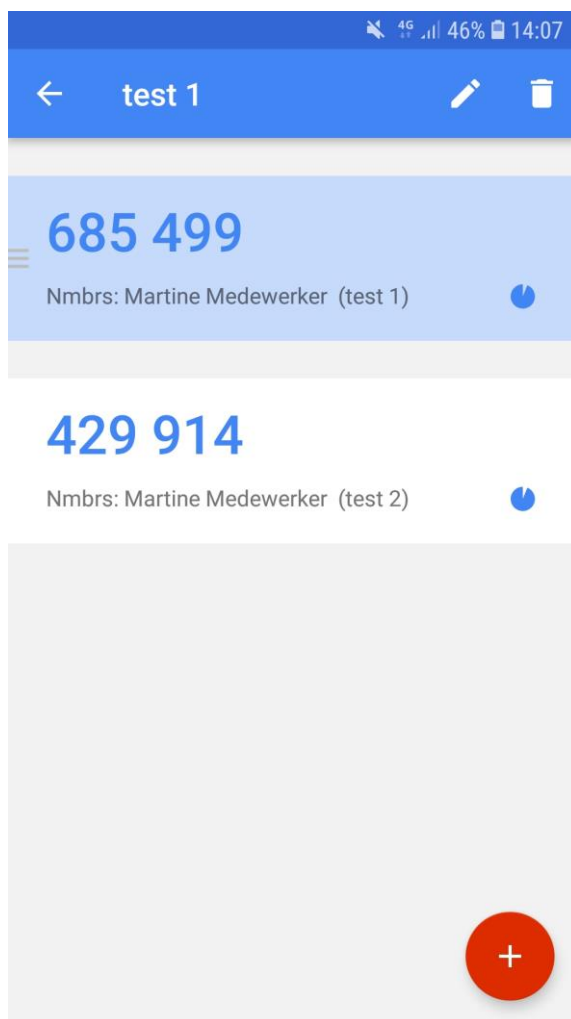 4G 46% 14:07
test 1
685 499
Nmbrs: Martine Medewerker (test 1)
429 914
Nmbrs: Martine Medewerker (test 2)
+